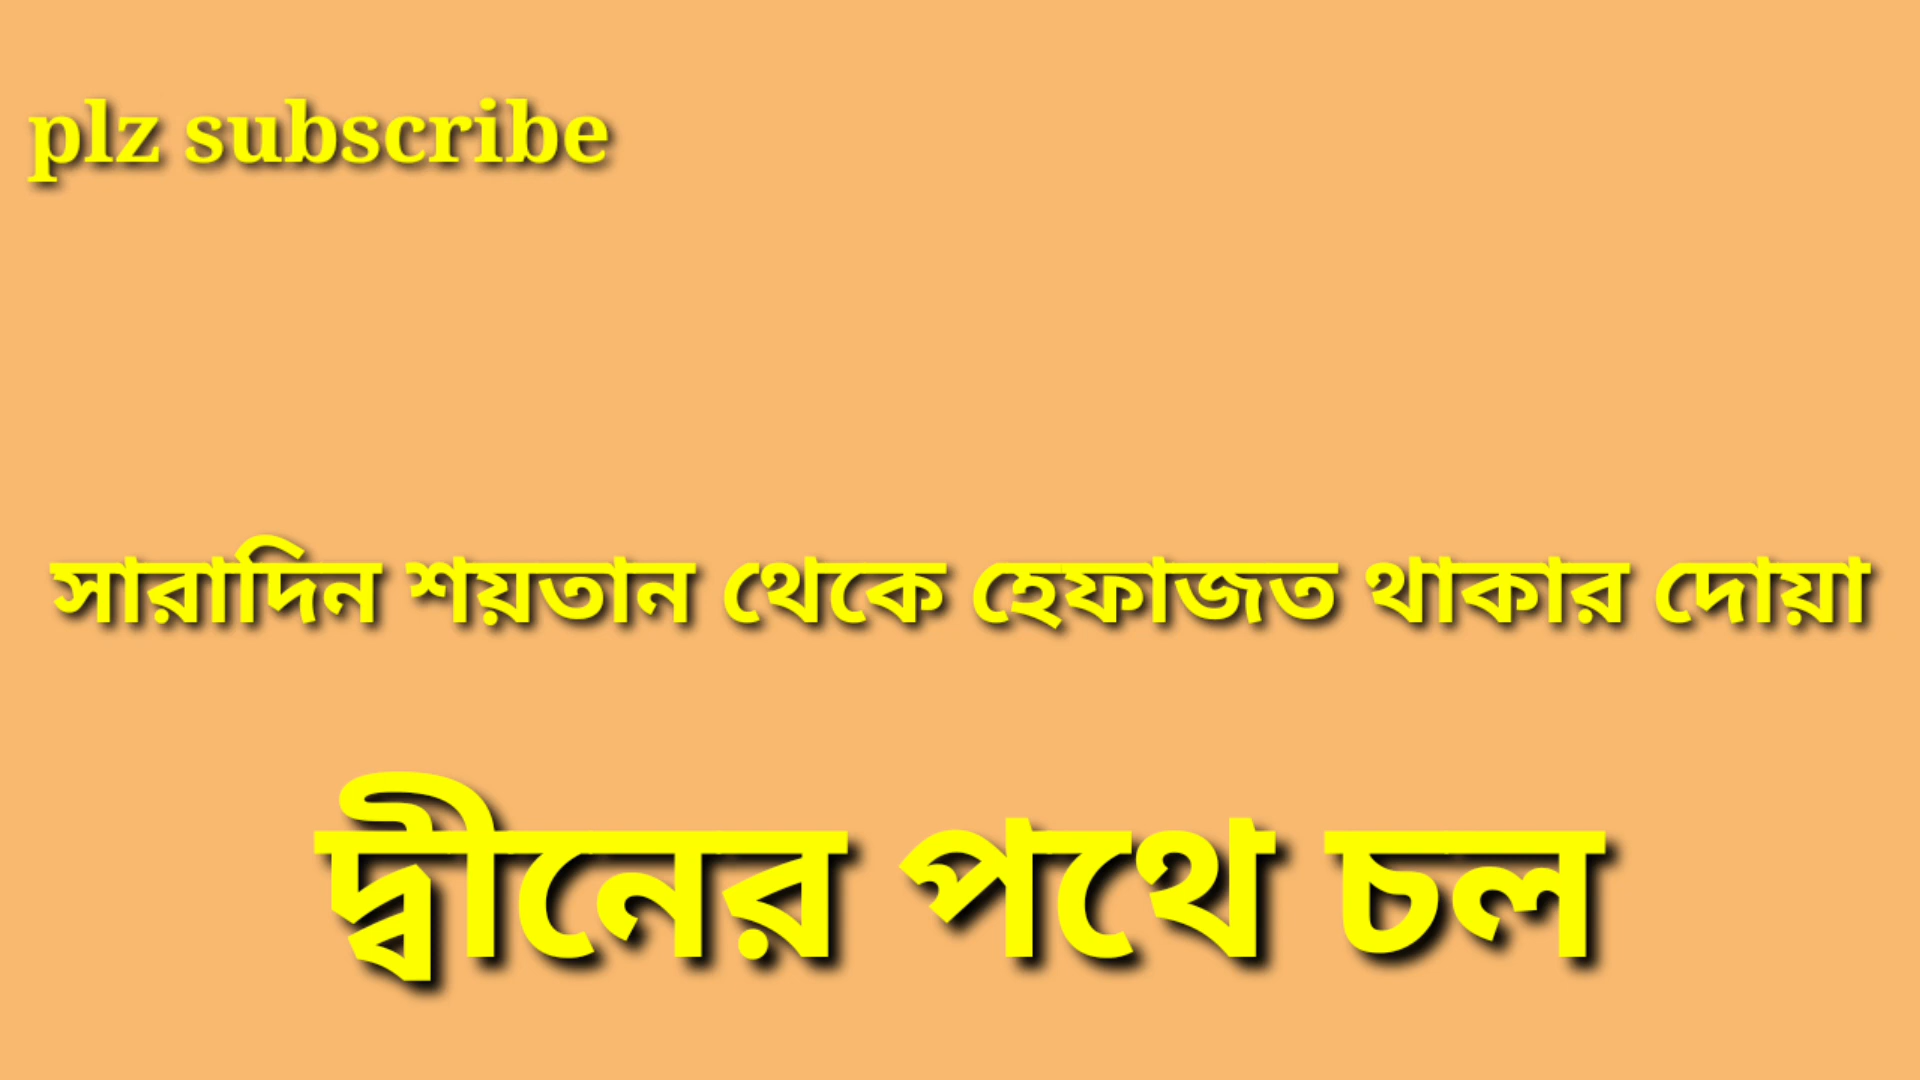 plz subscribe
সারাদিন শয়তান থেকে হেফাজত থাকার দোয়া
দ্বীনের পথে চল